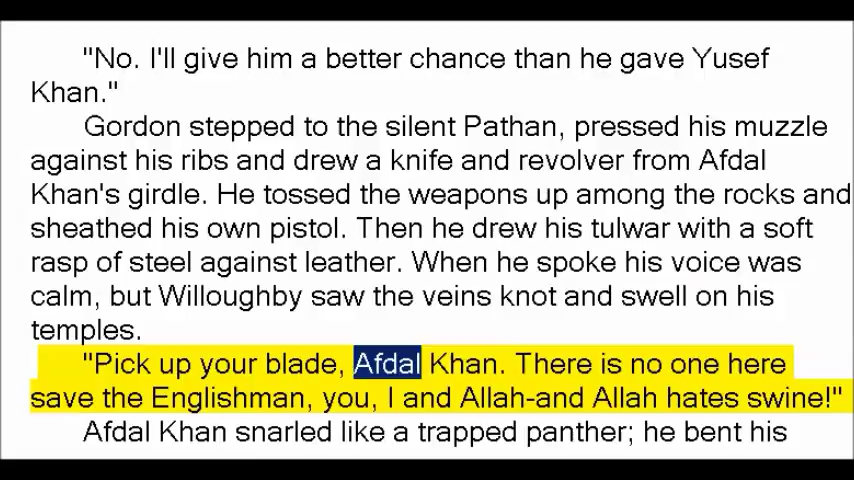 "No. I'll give him a better chance than he gave Yusef
Khan."
Gordon stepped to the silent Pathan, pressed his muzzle
against his ribs and drew a knife and revolver from Afdal
Khan's girdle. He tossed the weapons up among the rocks and
sheathed his own pistol. Then he drew his tulwar with a soft
rasp of steel against leather. When he spoke his voice was
calm, but Willoughby saw the veins knot and swell on his
temples.
"Pick up your blade, Afdal Khan. There is no one here
save the Englishman, you, I and Allah-and Allah hates swine!"
Afdal Khan snarled like a trapped panther; he bent his